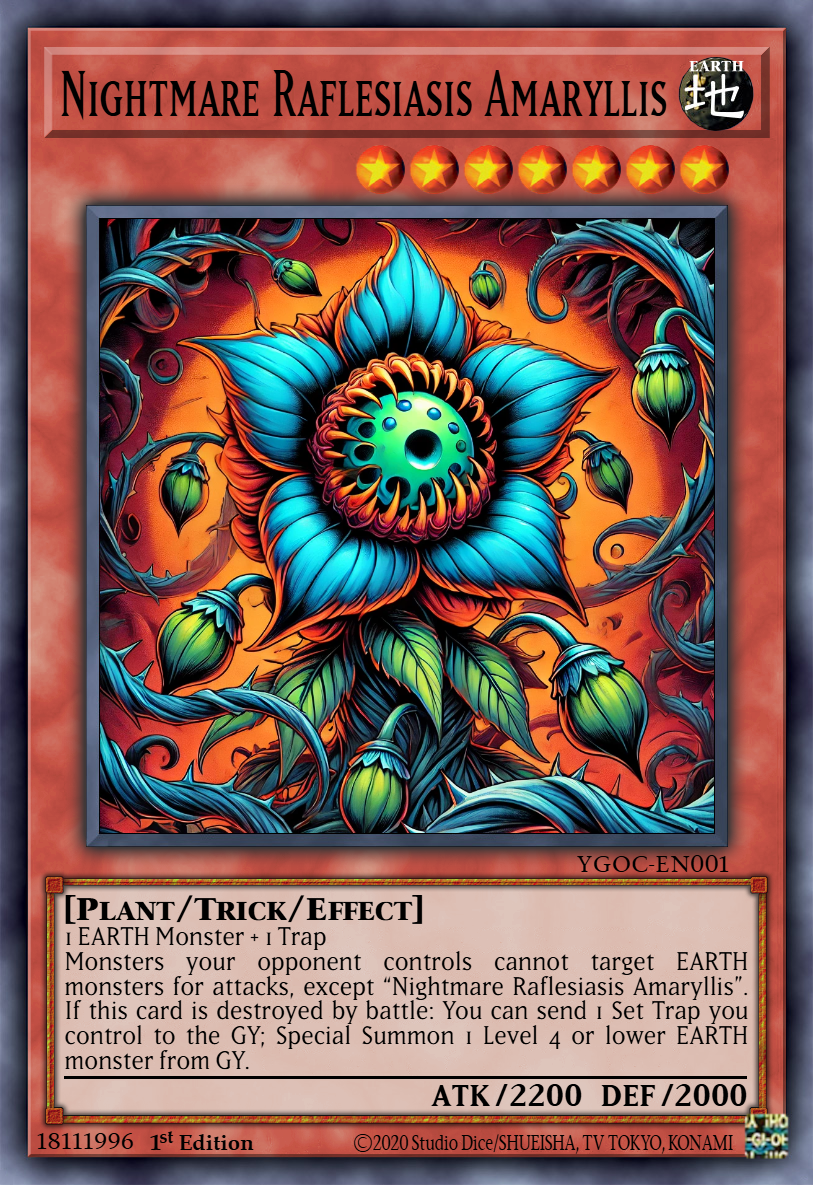 Nightmare Raflesiasis Amaryllis
EARTH
地
YGOC-EN001
[Plant/Trick/Effect]
1 EARTH Monster + 1 Trap
Monsters your opponent controls cannot target EARTH
monsters for attacks, except “Nightmare Raflesiasis Amaryllis”.
If this card is destroyed by battle: You can send 1 Set Trap you
control to the GY; Special Summon 1 Level 4 or lower EARTH
monster from GY.
ATK/2200 DEF/2000
18111996 1st Edition ©2020 Studio Dice/SHUEISHA, TV TOKYO, KONAMI